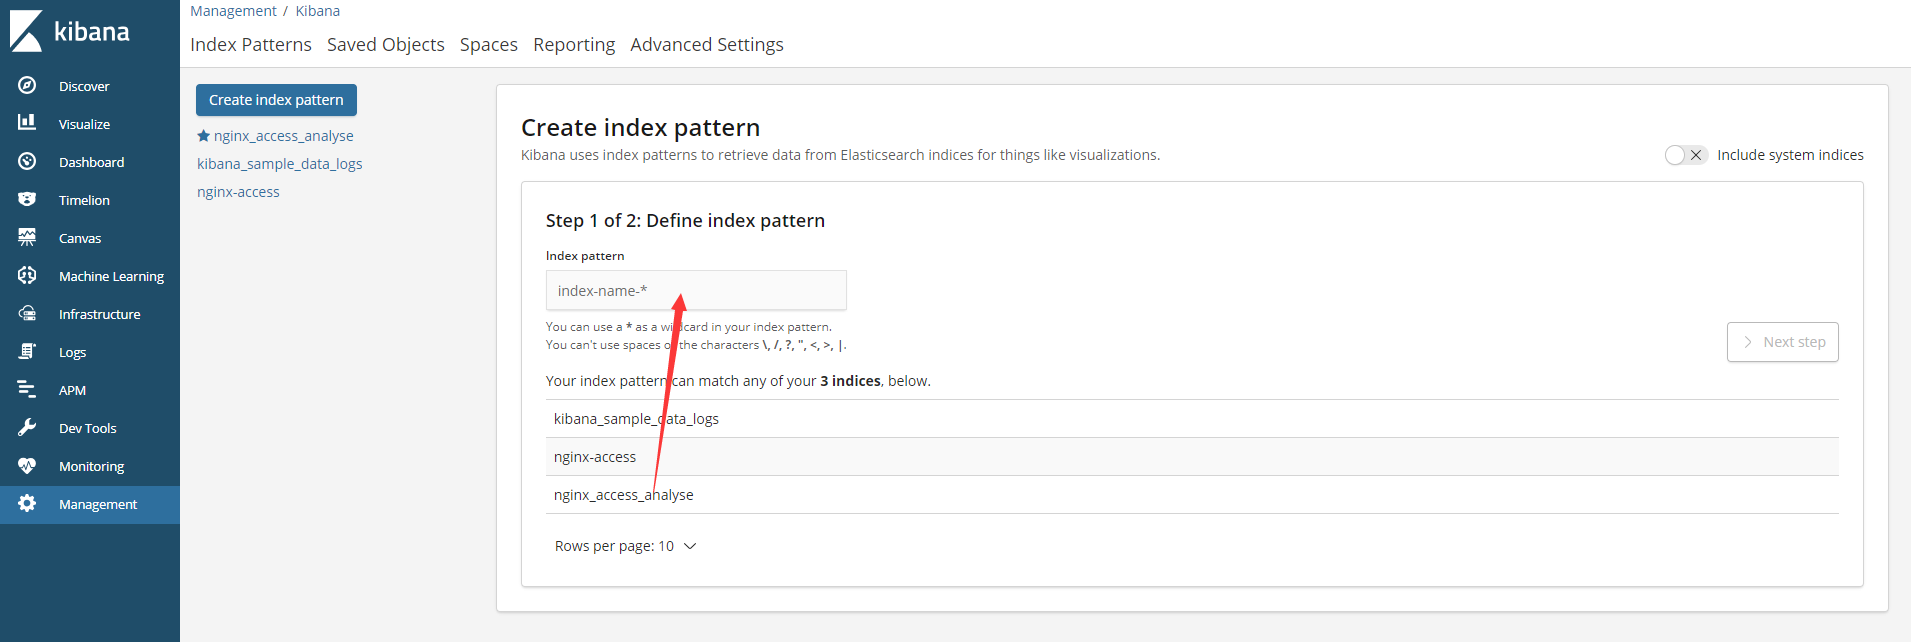 kibana
Discover
Visualize
Dashboard
Timelion
Canvas
Machine Learning
Infrastructure
Logs
APM
Dev Tools
Monitoring
Management
Management / Kibana
Index Patterns Saved Objects Spaces Reporting Advanced Settings
Create index pattern
nginx_access_analyse
kibana_sample_data_logs
nginx-access
Create index pattern
Kibana uses index patterns to retrieve data from Elasticsearch indices for things like visualizations.
Include system indices
Step 1 of 2: Define index pattern
Index pattern
index-name-*
You can use a * as a wildcard in your index pattern.
You can't use spaces or the characters \, /, ?, ", <, >, |.
Next step
Your index pattern can match any of your 3 indices, below.
kibana_sample_data_logs
nginx-access
nginx_access_analyse
Rows per page: 10